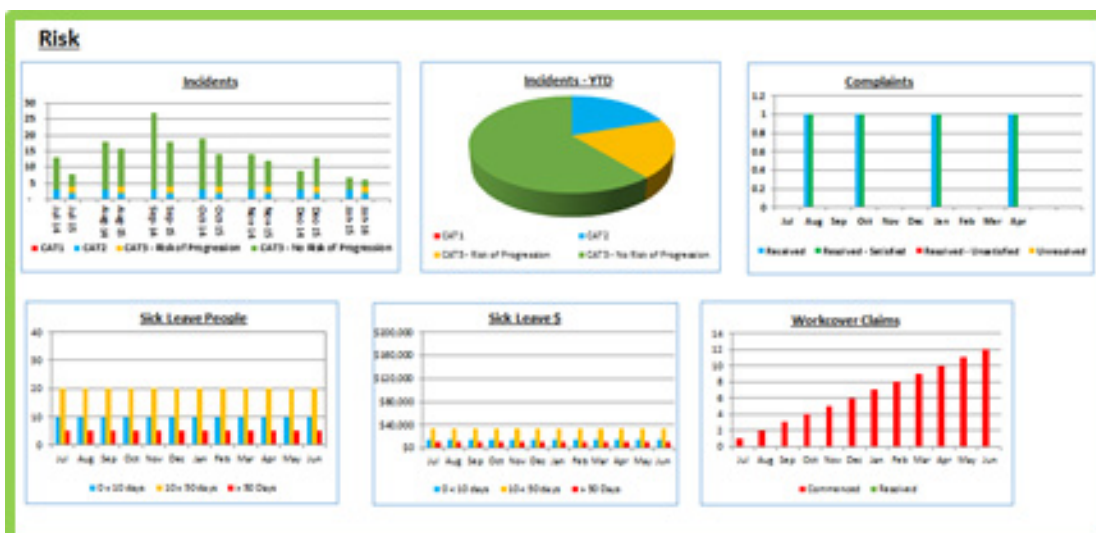 Risk
Incidents
30
25
20
15
10
5
-
Jul 14
Jul 15
Aug 14
Aug 15
Sep 14
Sep 15
Oct 14
Oct 15
Nov 14
Nov 15
Dec 14
Dec 15
Jan 15
Jan 16
CAT1 CAT2 CAT3 - Risk of Progression CAT3 - No Risk of Progression
Incidents - YTD
CAT1 CAT2
CAT3 - Risk of Progression CAT3 - No Risk of Progression
Complaints
1.2
1
0.8
0.6
0.4
0.2
0
Jul Aug Sep Oct Nov Dec Jan Feb Mar Apr
Received Resolved - Satisfied Resolved - Unsatisfied Unresolved
Sick Leave People
40
30
20
10
0
Jul Aug Sep Oct Nov Dec Jan Feb Mar Apr May Jun
0 < 10 days 10 < 30 days > 30 Days
Sick Leave $
$200,000
$160,000
$120,000
$80,000
$40,000
$0
Jul Aug Sep Oct Nov Dec Jan Feb Mar Apr May Jun
0 < 10 days 10 < 30 days > 30 Days
Workcover Claims
14
12
10
8
6
4
2
0
Jul Aug Sep Oct Nov Dec Jan Feb Mar Apr May Jun
Commenced Resolved